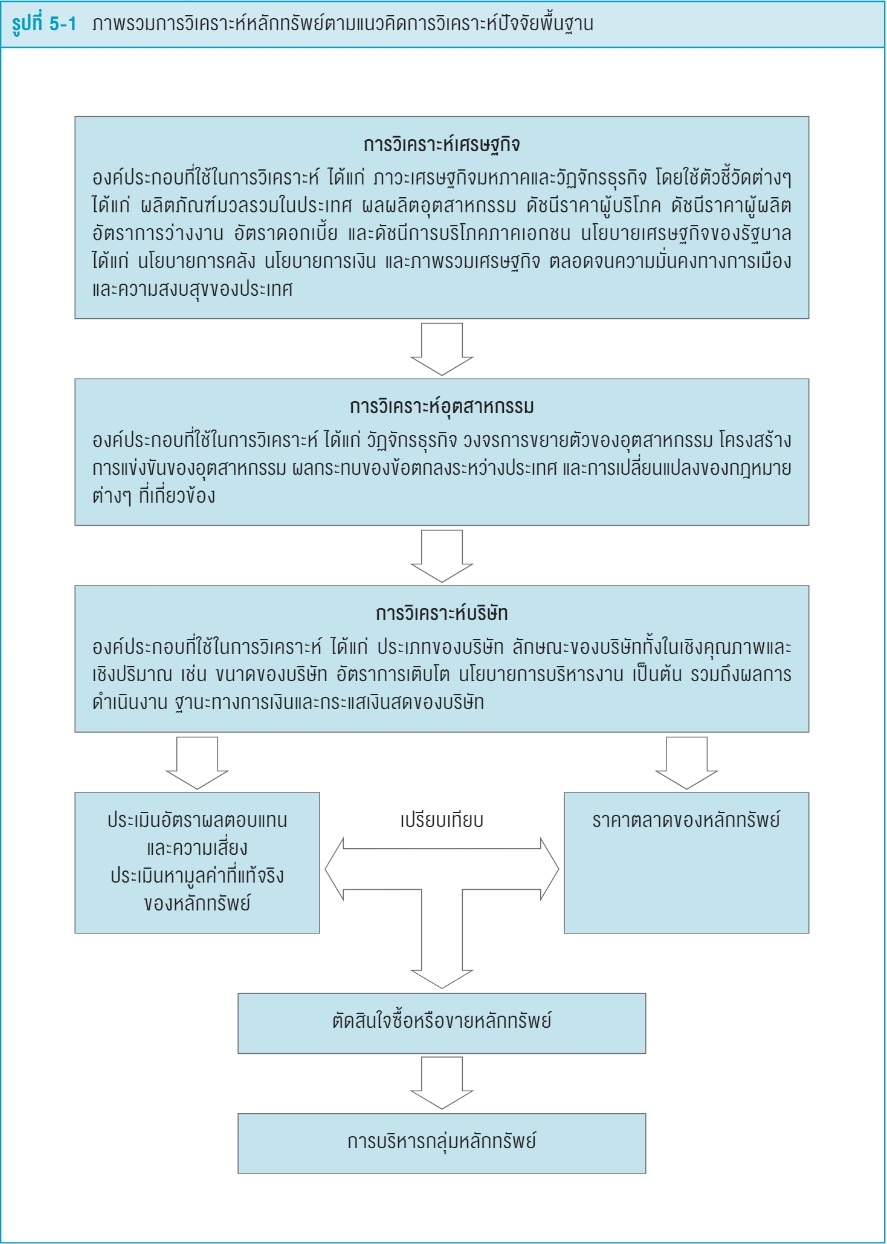 รูปที่ 5-1 ภาพรวมการวิเคราะห์หลักทรัพย์ตามแนวคิดการวิเคราะห์ปัจจัยพื้นฐาน
การวิเคราะห์เศรษฐกิจ
องค์ประกอบที่ใช้ในการวิเคราะห์ ได้แก่ ภาวะเศรษฐกิจมหภาคและวัฏจักรธุรกิจ โดยใช้ตัวชี้วัดต่างๆ
ได้แก่ ผลิตภัณฑ์มวลรวมในประเทศ ผลผลิตอุตสาหกรรม ดัชนีราคาผู้บริโภค ดัชนีราคาผู้ผลิต
อัตราการว่างงาน อัตราดอกเบี้ย และดัชนีการบริโภคภาคเอกชน นโยบายเศรษฐกิจของรัฐบาล
ได้แก่ นโยบายการคลัง นโยบายการเงิน และภาพรวมเศรษฐกิจ ตลอดจนความมั่นคงทางการเมือง
และความสงบสุขของประเทศ
การวิเคราะห์อุตสาหกรรม
องค์ประกอบที่ใช้ในการวิเคราะห์ ได้แก่ วัฏจักรธุรกิจ วงจรการขยายตัวของอุตสาหกรรม โครงสร้าง
การแข่งขันของอุตสาหกรรม ผลกระทบของข้อตกลงระหว่างประเทศ และการเปลี่ยนแปลงของกฎหมาย
ต่างๆ ที่เกี่ยวข้อง
การวิเคราะห์บริษัท
องค์ประกอบที่ใช้ในการวิเคราะห์ ได้แก่ ประเภทของบริษัท ลักษณะของบริษัททั้งในเชิงคุณภาพและ
เชิงปริมาณ เช่น ขนาดของบริษัท อัตราการเติบโต นโยบายการบริหารงาน เป็นต้น รวมถึงผลการ
ดำเนินงาน ฐานะทางการเงินและกระแสเงินสดของบริษัท
ประเมินอัตราผลตอบแทน
และความเสี่ยง
ประเมินหามูลค่าที่แท้จริง
ของหลักทรัพย์
เปรียบเทียบ
ราคาตลาดของหลักทรัพย์
ตัดสินใจซื้อหรือขายหลักทรัพย์
การบริหารกลุ่มหลักทรัพย์